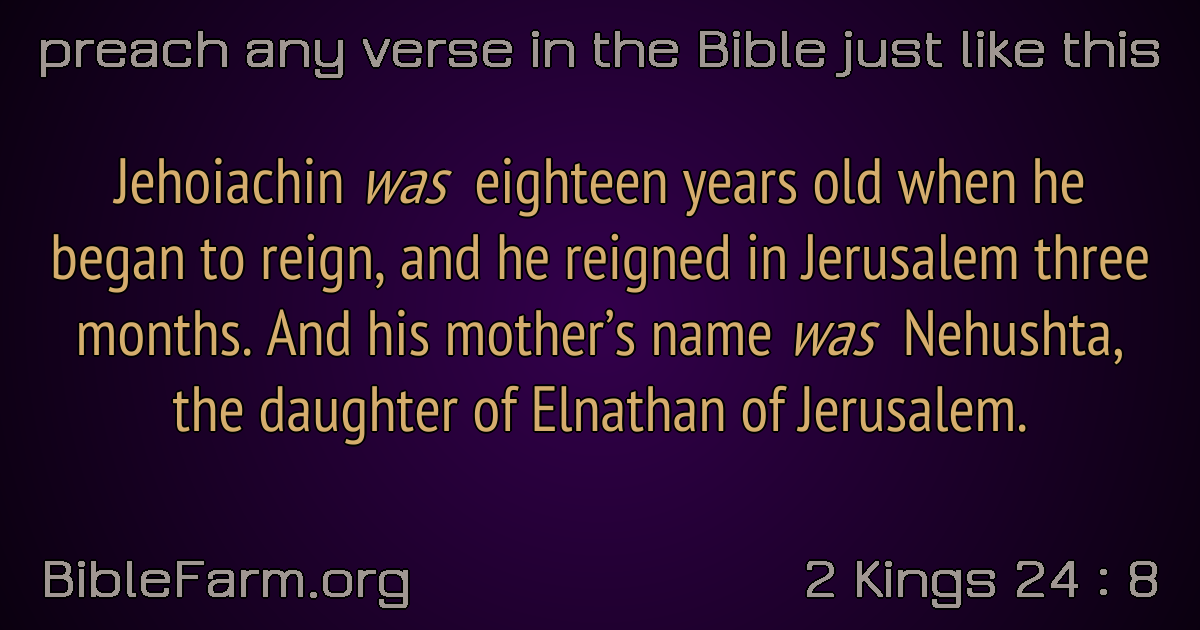 preach any verse in the Bible just like this
Jehoiachin was eighteen years old when he
began to reign, and he reigned in Jerusalem three
months. And his mother’s name was Nehushta,
the daughter of Elnathan of Jerusalem.
BibleFarm.org
2 Kings 24 : 8